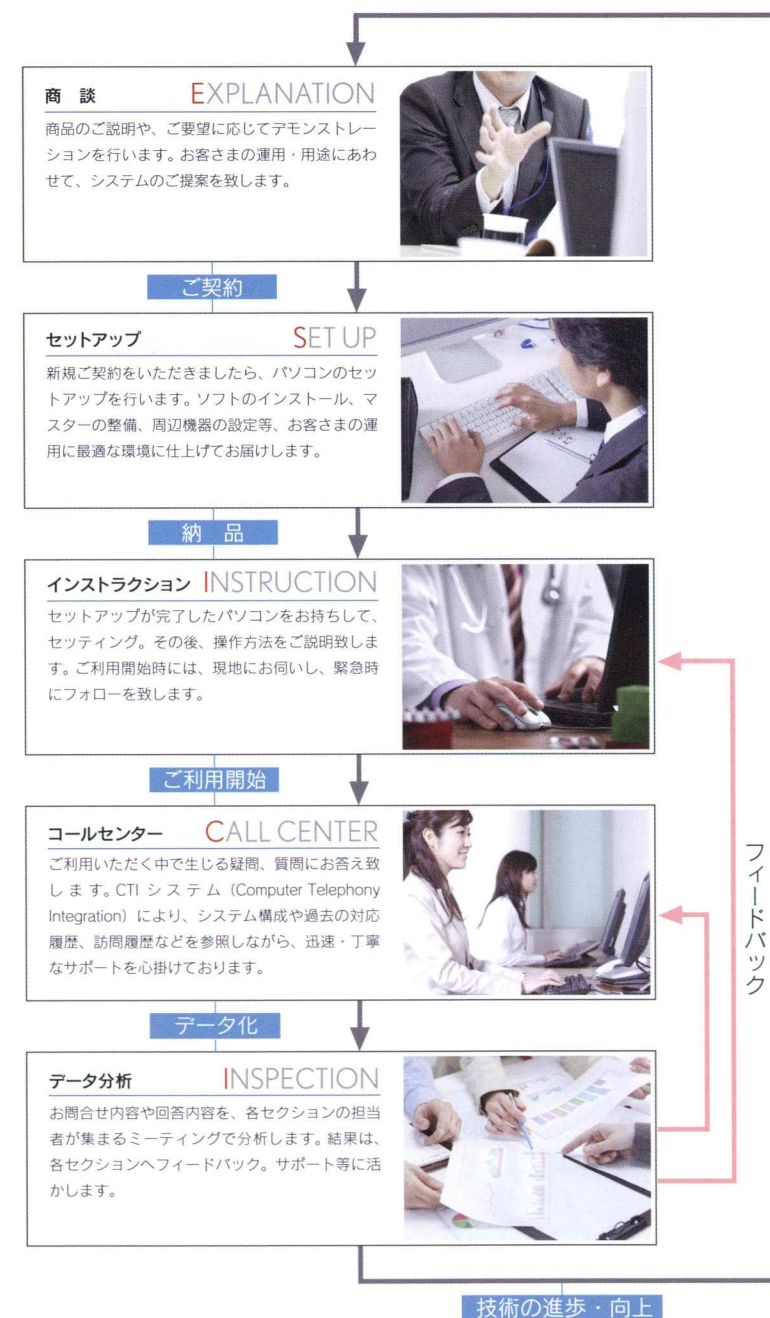 商 談 EXPLANATION
商品のご説明や、ご要望に応じてデモンストレー
ションを行います。お客さまの運用・用途にあわ
せて、システムのご提案を致します。
ご契約
セットアップ SET UP
新規ご契約をいただきましたら、パソコンのセッ
トアップを行います。ソフトのインストール、マ
スターの整備、周辺機器の設定等、お客さまの運
用に最適な環境に仕上げてお届けします。
納 品
インストラクション INSTRUCTION
セットアップが完了したパソコンをお持ちして、
セッティング。その後、操作方法をご説明致しま
す。ご利用開始時には、現地にお伺いし、緊急時
にフォローを致します。
ご利用開始
コールセンター CALL CENTER
ご利用いただく中で生じる疑問、質問にお答え致
します。CTI システム (Computer Telephony
Integration) により、システム構成や過去の対応
履歴、訪問履歴などを参照しながら、迅速・丁寧
なサポートを心掛けております。
データ化
データ分析 INSPECTION
お問合せ内容や回答内容を、各セクションの担当
者が集まるミーティングで分析します。結果は、
各セクションへフィードバック。サポート等に活
かします。
フィードバック
技術の進歩・向上